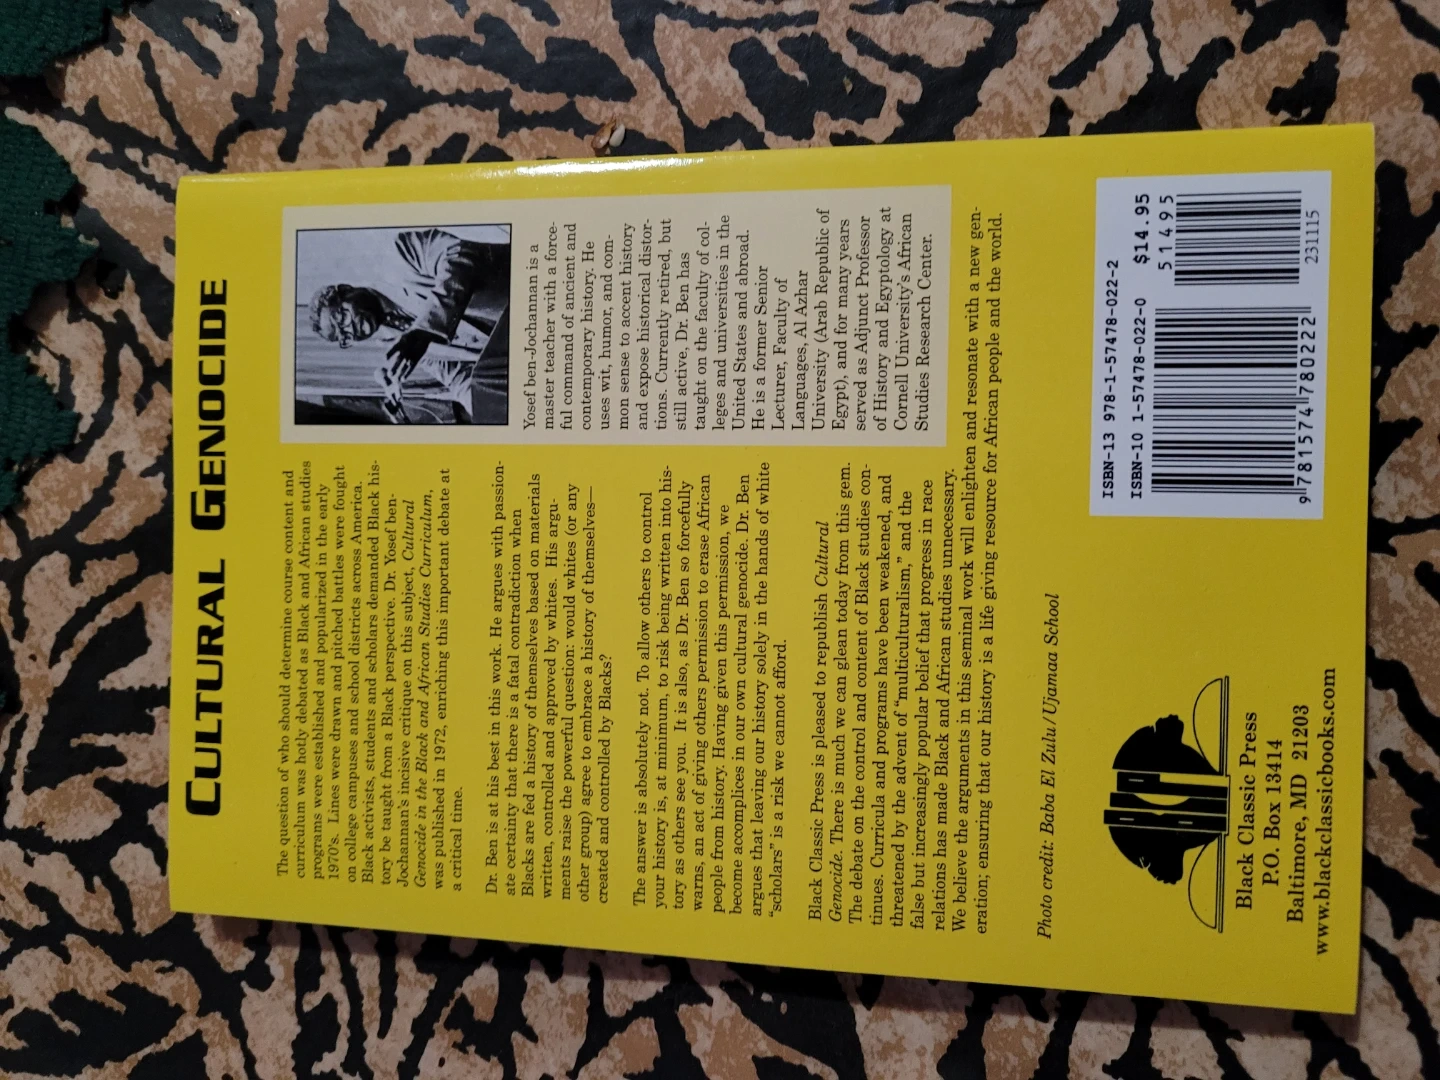 CULTURAL GENOCIDE
The question of who should determine course content and
curriculum was hotly debated as Black and African studies
programs were established and popularized in the early
1970's. Lines were drawn and pitched battles were fought
on college campuses and school districts across America.
Black activists, students and scholars demanded Black his-
tory be taught from a Black perspective. Dr. Yosef ben-
Jochannan's incisive critique on this subject, Cultural
Genocide in the Black and African Studies Curriculum,
was published in 1972, enriching this important debate at
a critical time.
Dr. Ben is at his best in this work. He argues with passion-
ate certainty that there is a fatal contradiction when
Blacks are fed a history of themselves based on materials
written, controlled and approved by whites. His argu-
ments raise the powerful question: would whites (or any
other group) agree to embrace a history of themselves—
created and controlled by Blacks?
The answer is absolutely not. To allow others to control
your history is, at minimum, to risk being written into his-
tory as others see you. It is also, as Dr. Ben so forcefully
warns, an act of giving others permission to erase African
people from history. Having given this permission, we
become accomplices in our own cultural genocide. Dr. Ben
argues that leaving our history solely in the hands of white
"scholars" is a risk we cannot afford.
Black Classic Press is pleased to republish Cultural
Genocide. There is much we can glean today from this gem.
The debate on the control and content of Black studies con-
tinues. Curricula and programs have been weakened, and
threatened by the advent of "multiculturalism," and the
false but increasingly popular belief that progress in race
relations has made Black and African studies unnecessary.
We believe the arguments in this seminal work will enlighten and resonate with a new gen-
eration; ensuring that our history is a life giving resource for African people and the world.
Yosef ben-Jochannan is a
master teacher with a force-
ful command of ancient and
contemporary history. He
uses wit, humor, and com-
mon sense to accent history
and expose historical distor-
tions. Currently retired, but
still active, Dr. Ben has
taught on the faculty of col-
leges and universities in the
United States and abroad.
He is a former Senior
Lecturer, Faculty of
Languages, Al Azhar
University (Arab Republic of
Egypt), and for many years
served as Adjunct Professor
of History and Egyptology at
Cornell University's African
Studies Research Center.
Photo credit: Baba El Zulu/Ujamaa School
BCP
Black Classic Press
P.O. Box 13414
Baltimore, MD 21203
www.blackclassicbooks.com
ISBN-13 978-1-57478-022-2
ISBN-10 1-57478-022-0 $14.95
51495
9 781574 780222
23115